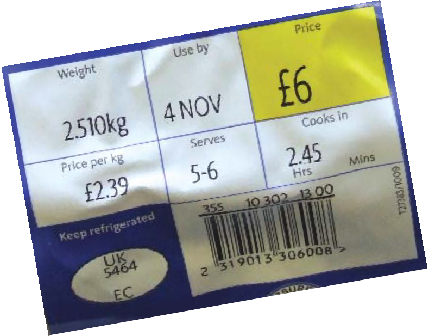 Weight
2.510kg
Use by
4 NOV
Price
£6
Price per kg
£2.39
Serves
5-6
Cooks in
2.45
Hrs
Mins
Keep refrigerated
UK
5464
EC
355 10 302 13 00
2 319013 306008 >